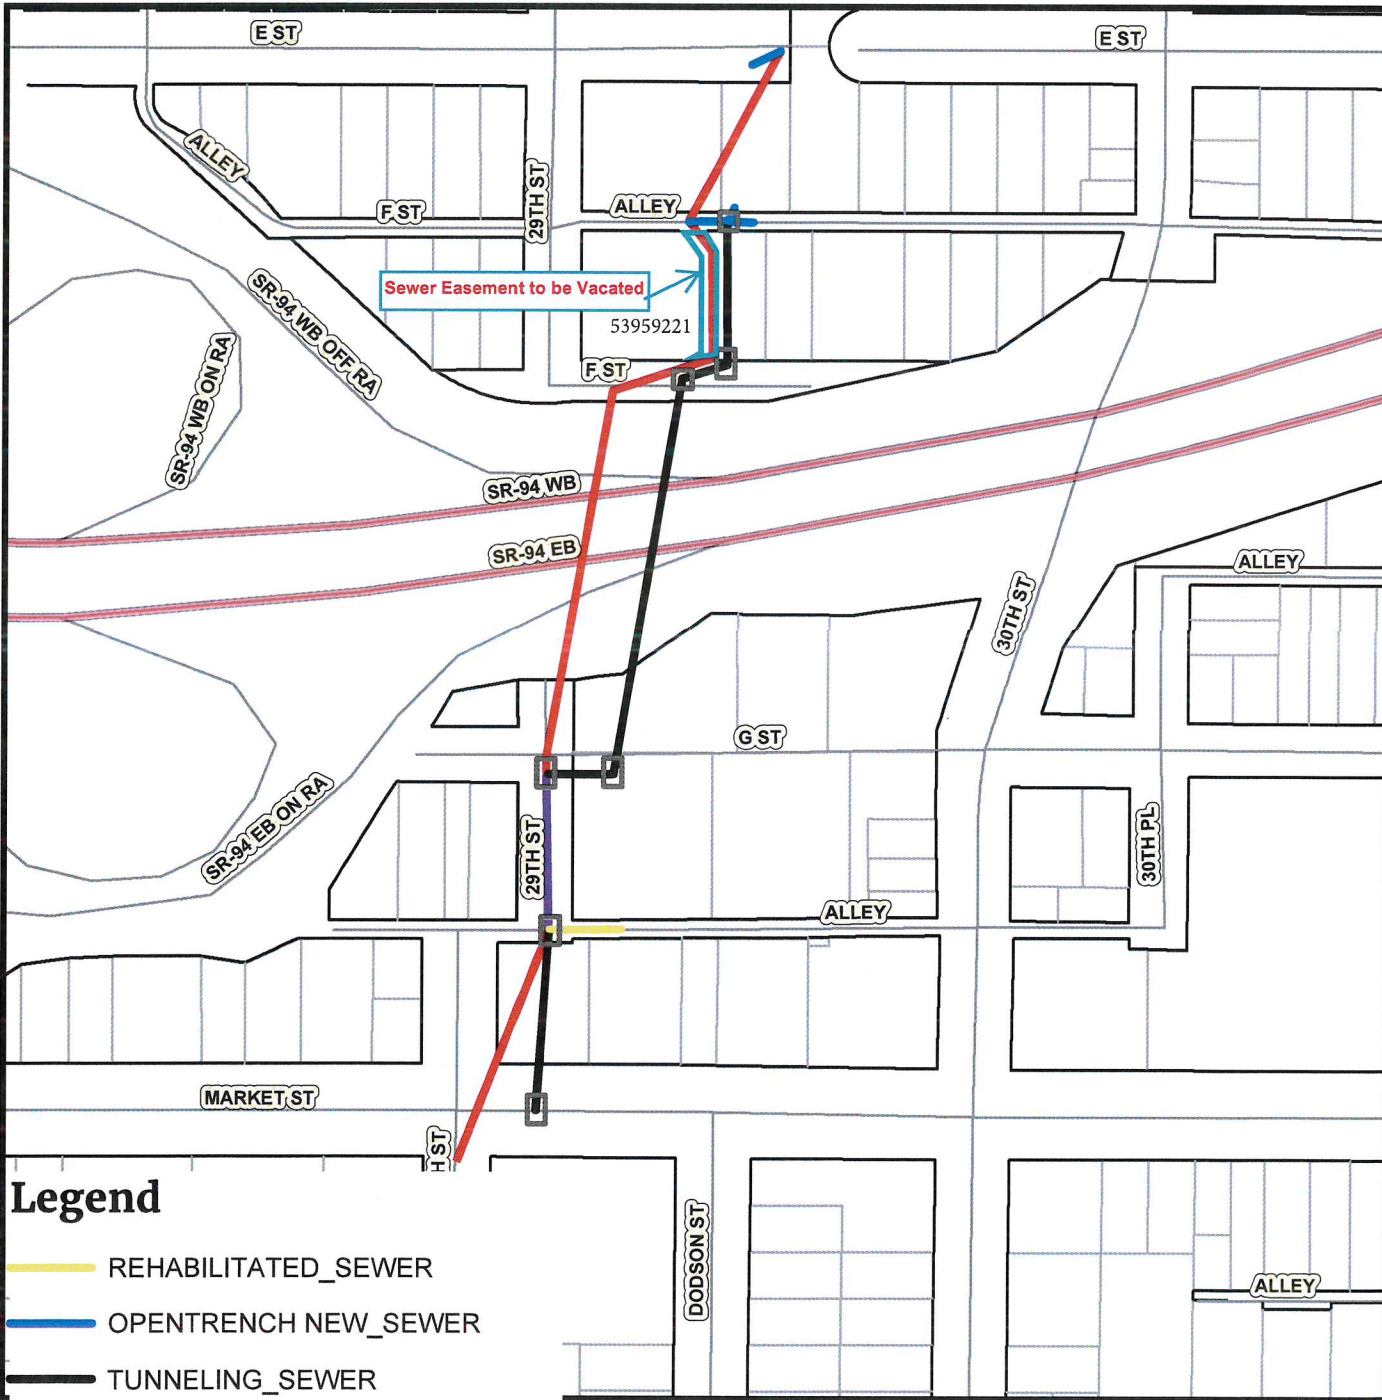 E ST
E ST
ALLEY
F ST
29TH ST
ALLEY
Sewer Easement to be Vacated
53959221
SR-94 WB OFF RA
SR-94 WB ON RA
F ST
SR-94 WB
SR-94 EB
ALLEY
30TH ST
G ST
SR-94 EB ON RA
29TH ST
30TH PL
ALLEY
MARKET ST
H ST
DODSON ST
ALLEY
Legend
REHABILITATED_SEWER
OPENTRENCH NEW_SEWER
TUNNELING_SEWER